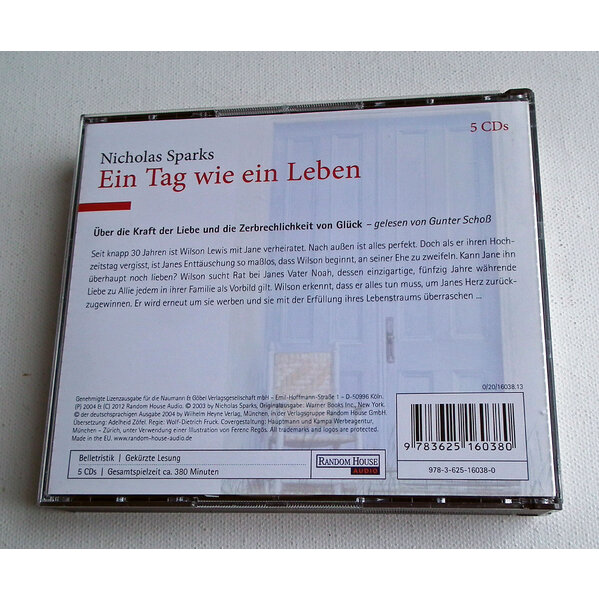 5 CDs
Nicholas Sparks
Ein Tag wie ein Leben
Über die Kraft der Liebe und die Zerbrechlichkeit von Glück – gelesen von Gunter Schoß
Seit knapp 30 Jahren ist Wilson Lewis mit Jane verheiratet. Nach außen ist alles perfekt. Doch als er ihren Hoch-
zeitstag vergisst, ist Janes Enttäuschung so maßlos, dass Wilson beginnt, an seiner Ehe zu zweifeln. Kann Jane ihn
überhaupt noch lieben? Wilson sucht Rat bei Janes Vater Noah, dessen einzigartige, fünfzig Jahre während
Liebe zu Allie jedem in ihrer Familie als Vorbild gilt. Wilson erkennt, dass er alles tun muss, um Janes Herz zurück-
zugewinnen. Er wird erneut um sie werben und sie mit der Erfüllung ihres Lebenstraums überraschen ...
Genehmigte Lizenzausgabe für die Naumann & Göbel Verlagsgesellschaft mbH – Emil-Hoffmann-Straße 1 – D-50996 Köln.
(P) 2004 & (C) 2012 Random House Audio. © 2003 by Nicholas Sparks, Originalausgabe: Warner Books Inc., New York.
© der deutschsprachigen Ausgabe 2004 by Wilhelm Heyne Verlag, München, in der Verlagsgruppe Random House GmbH.
Übersetzung: Adelheid Zöfel. Regie: Wolf-Dietrich Fruck. Covergestaltung: Hauptmann und Kampa Werbeagentur,
München – Zürich, unter Verwendung einer Illustration von Ferenc Regös. All trademarks and logos are protected.
Made in the EU. www.random-house-audio.de
0/20/16038.13
9 783625 160380
978-3-625-16038-0
Belletristik | Gekürzte Lesung
5 CDs | Gesamtspielzeit ca. 380 Minuten
RANDOM HOUSE
AUDIO